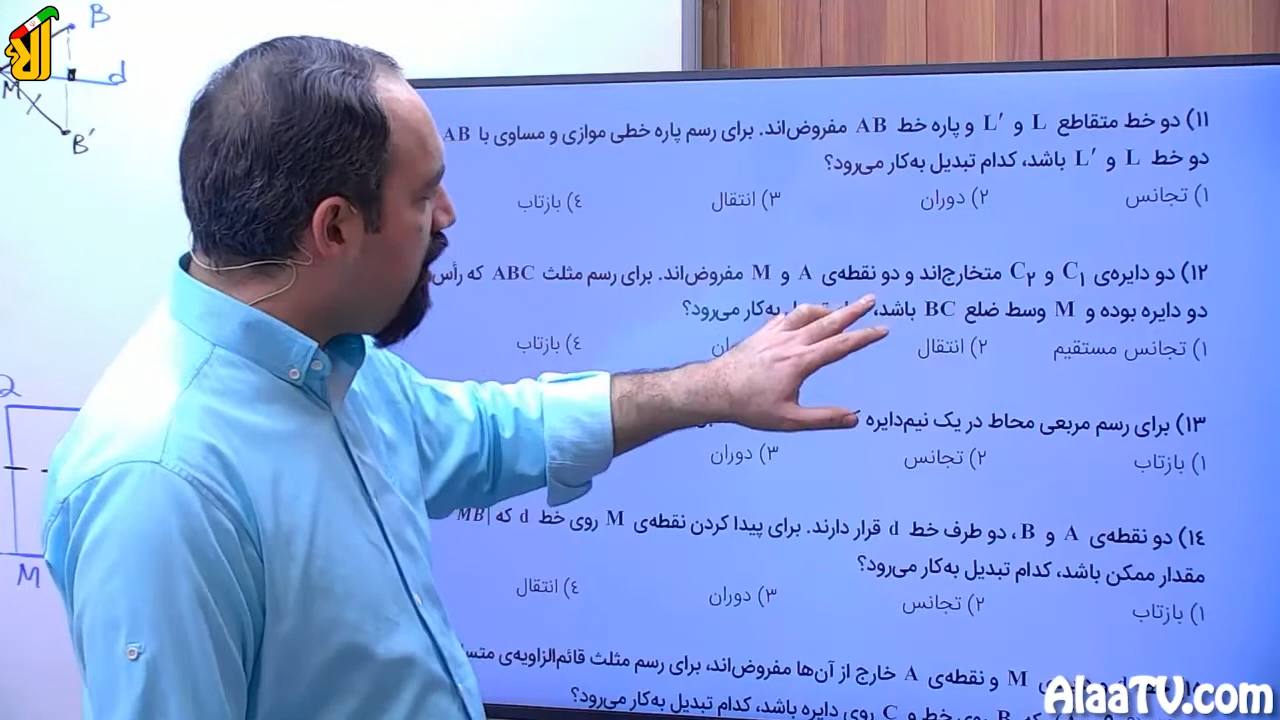 B
d
M
B'
M
۱۱) دو خط متقاطع L و L′ و پاره خط AB مفروض‌اند. برای رسم پاره خطی موازی و مساوی با AB
دو خط L و L′ باشد، کدام تبدیل به‌کار می‌رود؟
۱) تجانس ۲) دوران ۳) انتقال ۴) بازتاب
۱۲) دو دایره‌ی C۱ و C۲ متخارج‌اند و دو نقطه‌ی A و M مفروض‌اند. برای رسم مثلث ABC که رأس
دو دایره بوده و M وسط ضلع BC باشد، به‌کار می‌رود؟
۱) تجانس مستقیم ۲) انتقال ۴) بازتاب
۱۳) برای رسم مربعی محاط در یک نیم‌دایره
۱) بازتاب ۲) تجانس ۳) دوران
۱۴) دو نقطه‌ی A و B، دو طرف خط d قرار دارند. برای پیدا کردن نقطه‌ی M روی خط d که MB|
مقدار ممکن باشد، کدام تبدیل به‌کار می‌رود؟
۱) بازتاب ۲) تجانس ۳) دوران ۴) انتقال
M و نقطه‌ی A خارج از آن‌ها مفروض‌اند، برای رسم مثلث قائم‌الزاویه‌ی
روی خط و C روی دایره باشد، کدام تبدیل به‌کار می‌رود؟
AlaaTV.com